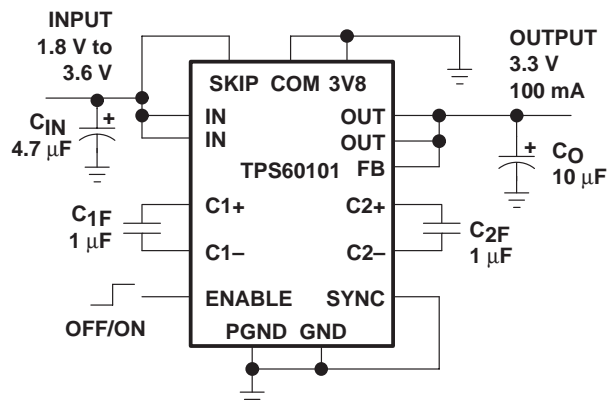 INPUT
1.8 V to
3.6 V
OUTPUT
3.3 V
100 mA
SKIP COM 3V8
IN
IN
OUT
OUT
FB
TPS60101
CIN
+
4.7 μF
CO
+
10 μF
C1F
1 μF
C1+
C1–
C2+
C2–
C2F
1 μF
ENABLE
SYNC
OFF/ON
PGND GND